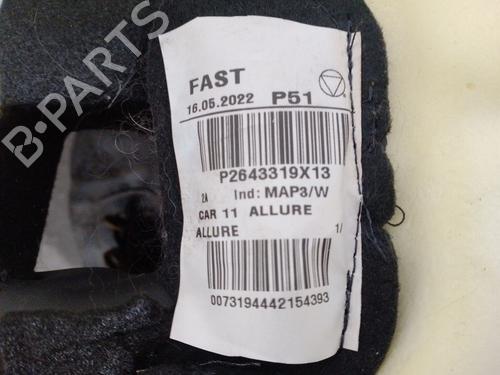 FAST
16.05.2022 P51
P2643319X13
2A Ind: MAP3/W
CAR 11 ALLURE
ALLURE 1/
0073194442154393
B-PARTS